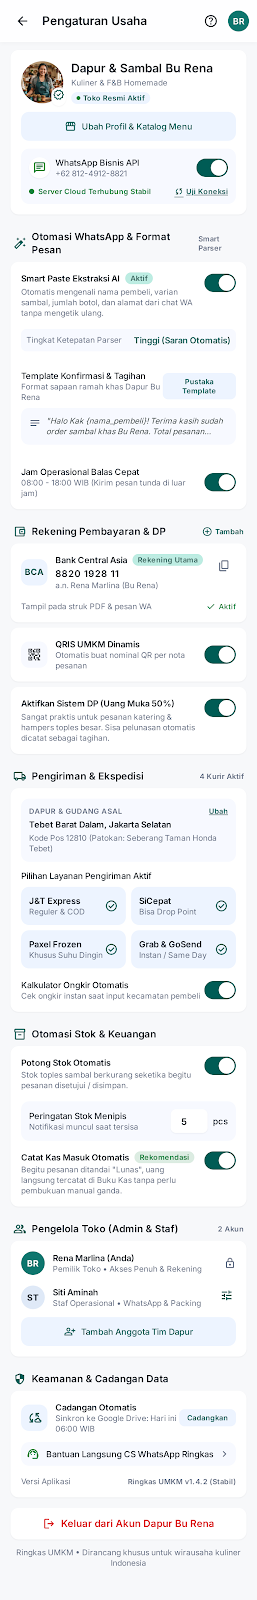 Pengaturan Usaha
BR
Dapur & Sambal Bu Rena
Kuliner & F&B Homemade
• Toko Resmi Aktif
Ubah Profil & Katalog Menu
WhatsApp Bisnis API
+62 812-4912-8821
Server Cloud Terhubung Stabil
Uji Koneksi
Otomasi WhatsApp & Format
Pesan
Smart
Parser
Smart Paste Ekstraksi AI
Aktif
Otomatis mengenali nama pembeli, varian
sambal, jumlah botol, dan alamat dari chat WA
tanpa mengetik ulang.
Tingkat Ketepatan Parser
Tinggi (Saran Otomatis)
Template Konfirmasi & Tagihan
Format sapaan ramah khas Dapur Bu
Rena
Pustaka
Template
"Halo Kak {nama_pembeli}! Terima kasih sudah
order sambal khas Bu Rena. Total pesanan...
Jam Operasional Balas Cepat
08:00 - 18:00 WIB (Kirim pesan tunda di luar
jam)
Rekening Pembayaran & DP
Tambah
BCA
Bank Central Asia
Rekening Utama
8820 1928 11
a.n. Rena Marlina (Bu Rena)
Tampil pada struk PDF & pesan WA
Aktif
QRIS UMKM Dinamis
Otomatis buat nominal QR per nota
pesanan
Aktifkan Sistem DP (Uang Muka 50%)
Sangat praktis untuk pesanan katering &
hampers toples besar. Sisa pelunasan otomatis
dicatat sebagai tagihan.
Pengiriman & Ekspedisi
4 Kurir Aktif
DAPUR & GUDANG ASAL
Ubah
Tebet Barat Dalam, Jakarta Selatan
Kode Pos 12810 (Patokan: Seberang Taman Honda
Tebet)
Pilihan Layanan Pengiriman Aktif
J&T Express
Reguler & COD
SiCepat
Bisa Drop Point
Paxel Frozen
Khusus Suhu Dingin
Grab & GoSend
Instan / Same Day
Kalkulator Ongkir Otomatis
Cek ongkir instan saat input kecamatan pembeli
Otomasi Stok & Keuangan
Potong Stok Otomatis
Stok toples sambal berkurang seketika begitu
pesanan disetujui / disimpan.
Peringatan Stok Menipis
Notifikasi muncul saat tersisa
5
pcs
Catat Kas Masuk Otomatis
Rekomendasi
Begitu pesanan ditandai "Lunas", uang
langsung tercatat di Buku Kas tanpa perlu
pembukuan manual ganda.
Pengelola Toko (Admin & Staf)
2 Akun
BR
Rena Marlina (Anda)
Pemilik Toko • Akses Penuh & Rekening
ST
Siti Aminah
Staf Operasional • WhatsApp & Packing
Tambah Anggota Tim Dapur
Keamanan & Cadangan Data
Cadangan Otomatis
Sinkron ke Google Drive: Hari ini
06:00 WIB
Cadangkan
Bantuan Langsung CS WhatsApp Ringkas
Versi Aplikasi
Ringkas UMKM v1.4.2 (Stabil)
Keluar dari Akun Dapur Bu Rena
Ringkas UMKM • Dirancang khusus untuk wirausaha kuliner
Indonesia